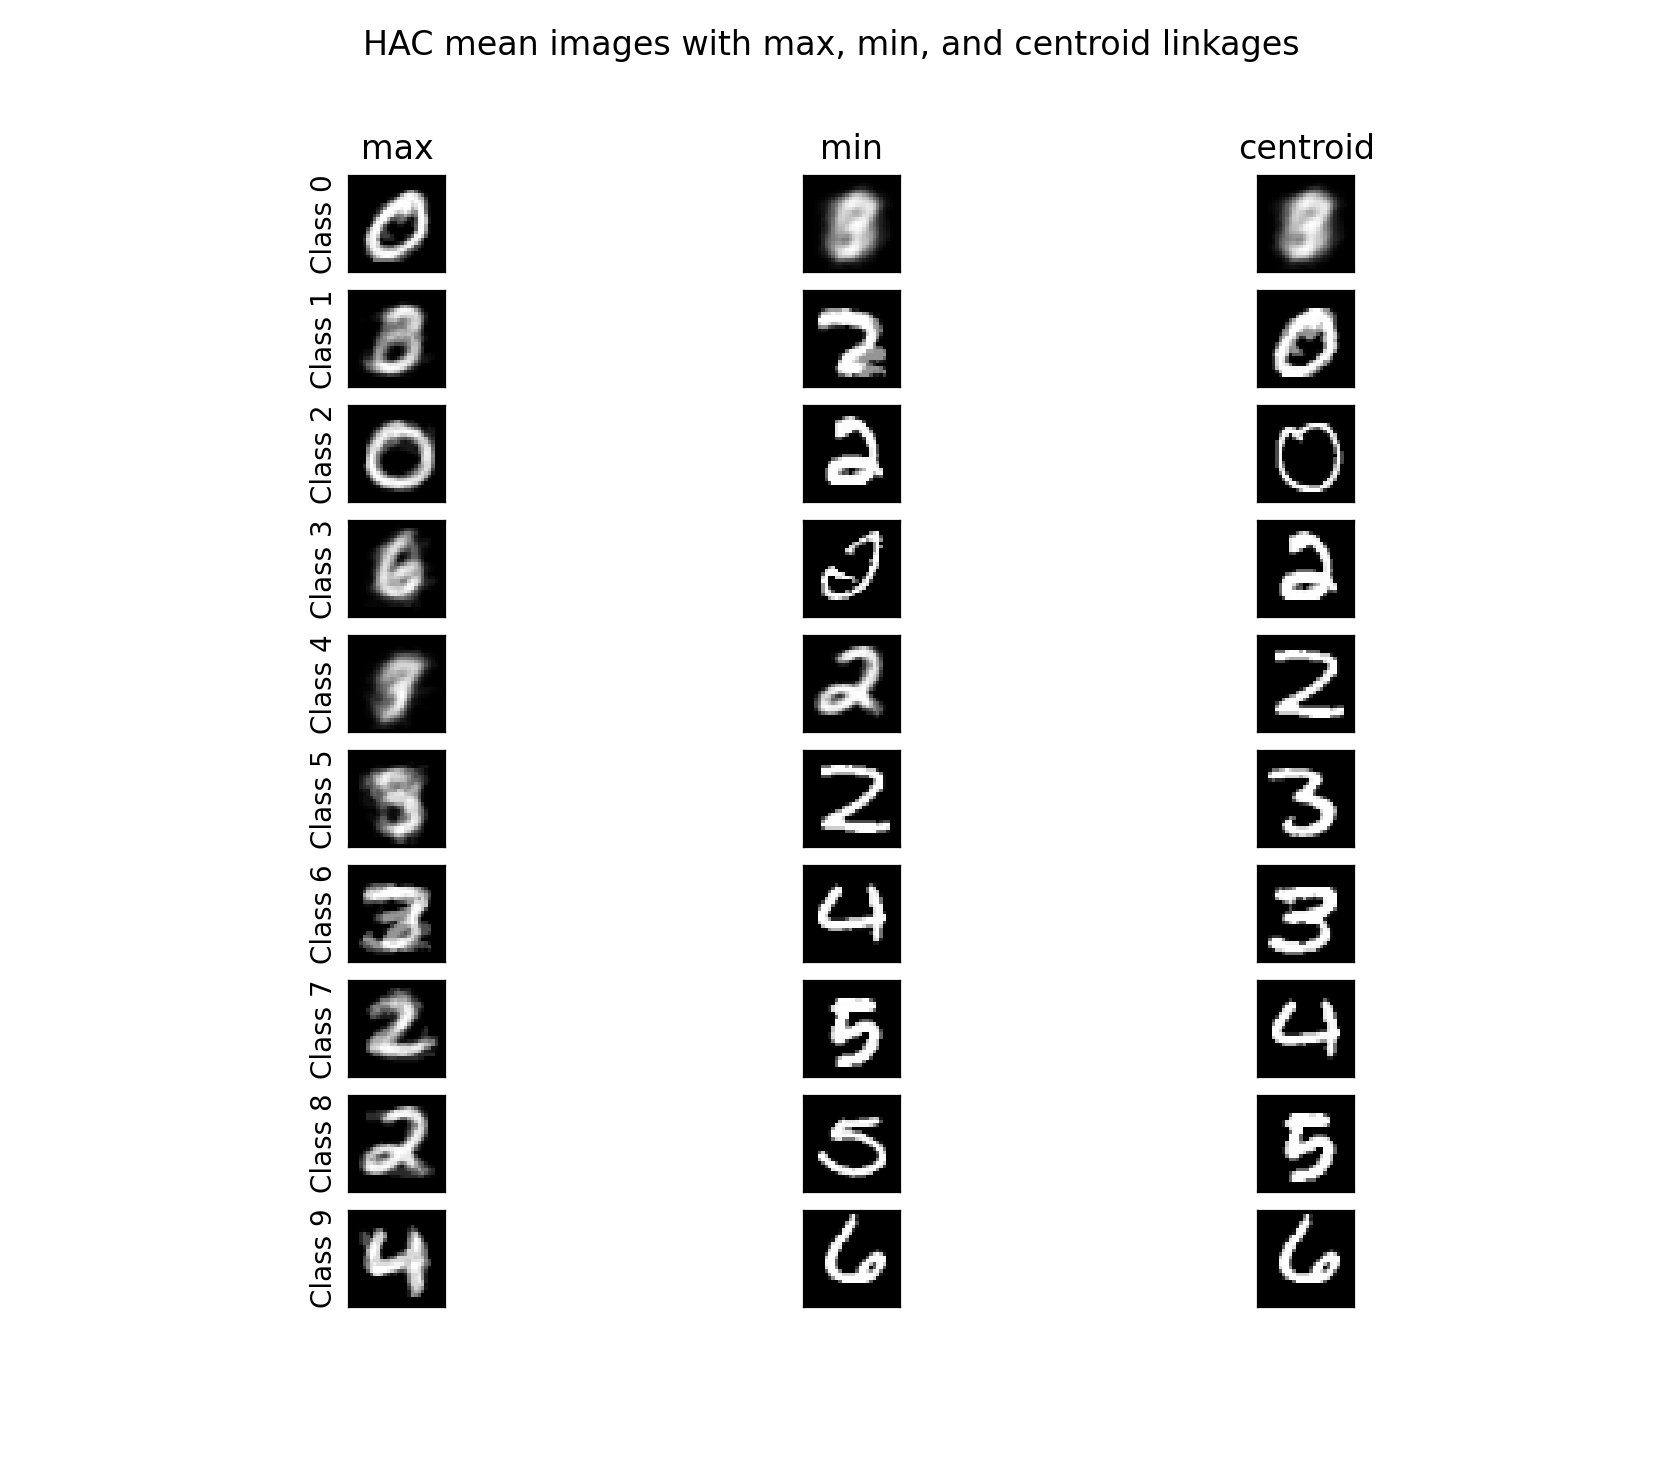 HAC mean images with max, min, and centroid linkages
max min centroid
Class 0
Class 1
Class 2
Class 3
Class 4
Class 5
Class 6
Class 7
Class 8
Class 9